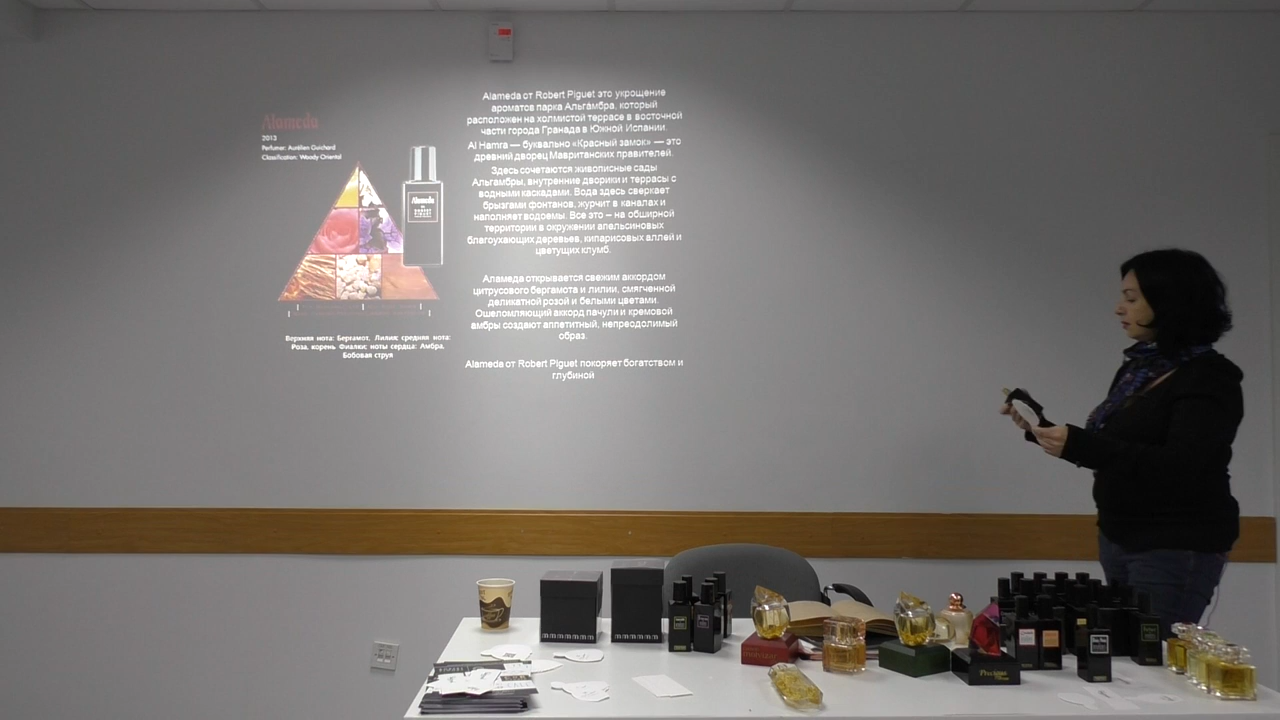 Alameda
2013
Perfumer: Aurélien Guichard
Classification: Woody Oriental
Alameda
Верхняя нота: Бергамот, Лилия; средняя нота:
Роза, корень Фиалки; ноты сердца: Амбра,
Бобовая струя
Alameda от Robert Piguet это укрощение
ароматов парка Альгамбра, который
расположен на холмистой террасе в восточной
части города Гранада в Южной Испании.
Al Hamra — буквально «Красный замок» — это
древний дворец Мавританских правителей.
Здесь сочетаются живописные сады
Альгамбры, внутренние дворики и террасы с
водными каскадами. Вода здесь сверкает
брызгами фонтанов, журчит в каналах и
наполняет водоемы. Все это – на обширной
территории в окружении апельсиновых
благоухающих деревьев, кипарисовых аллей и
цветущих клумб.
Аламеда открывается свежим аккордом
цитрусового бергамота и лилии, смягченной
деликатной розой и белыми цветами.
Ошеломляющий аккорд пачули и кремовой
амбры создают аппетитный, непреодолимый
образ.
Alameda от Robert Piguet покоряет богатством и
глубиной